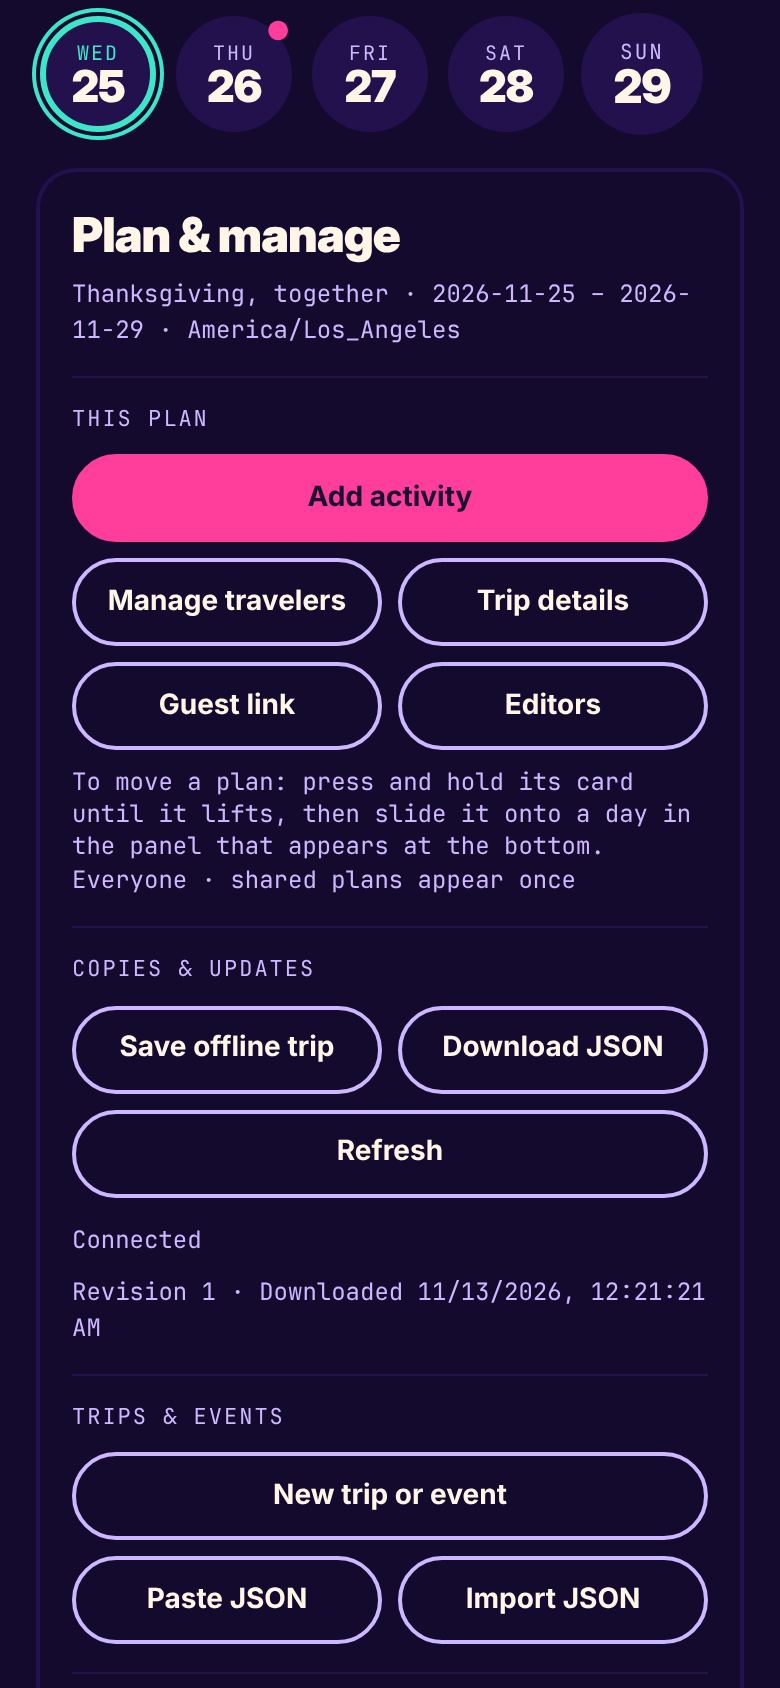 WED THU FRI SAT SUN
25 26 27 28 29
Plan & manage
Thanksgiving, together · 2026-11-25 – 2026-
11-29 · America/Los_Angeles
THIS PLAN
Add activity
Manage travelers Trip details
Guest link Editors
To move a plan: press and hold its card
until it lifts, then slide it onto a day in
the panel that appears at the bottom.
Everyone · shared plans appear once
COPIES & UPDATES
Save offline trip Download JSON
Refresh
Connected
Revision 1 · Downloaded 11/13/2026, 12:21:21
AM
TRIPS & EVENTS
New trip or event
Paste JSON Import JSON